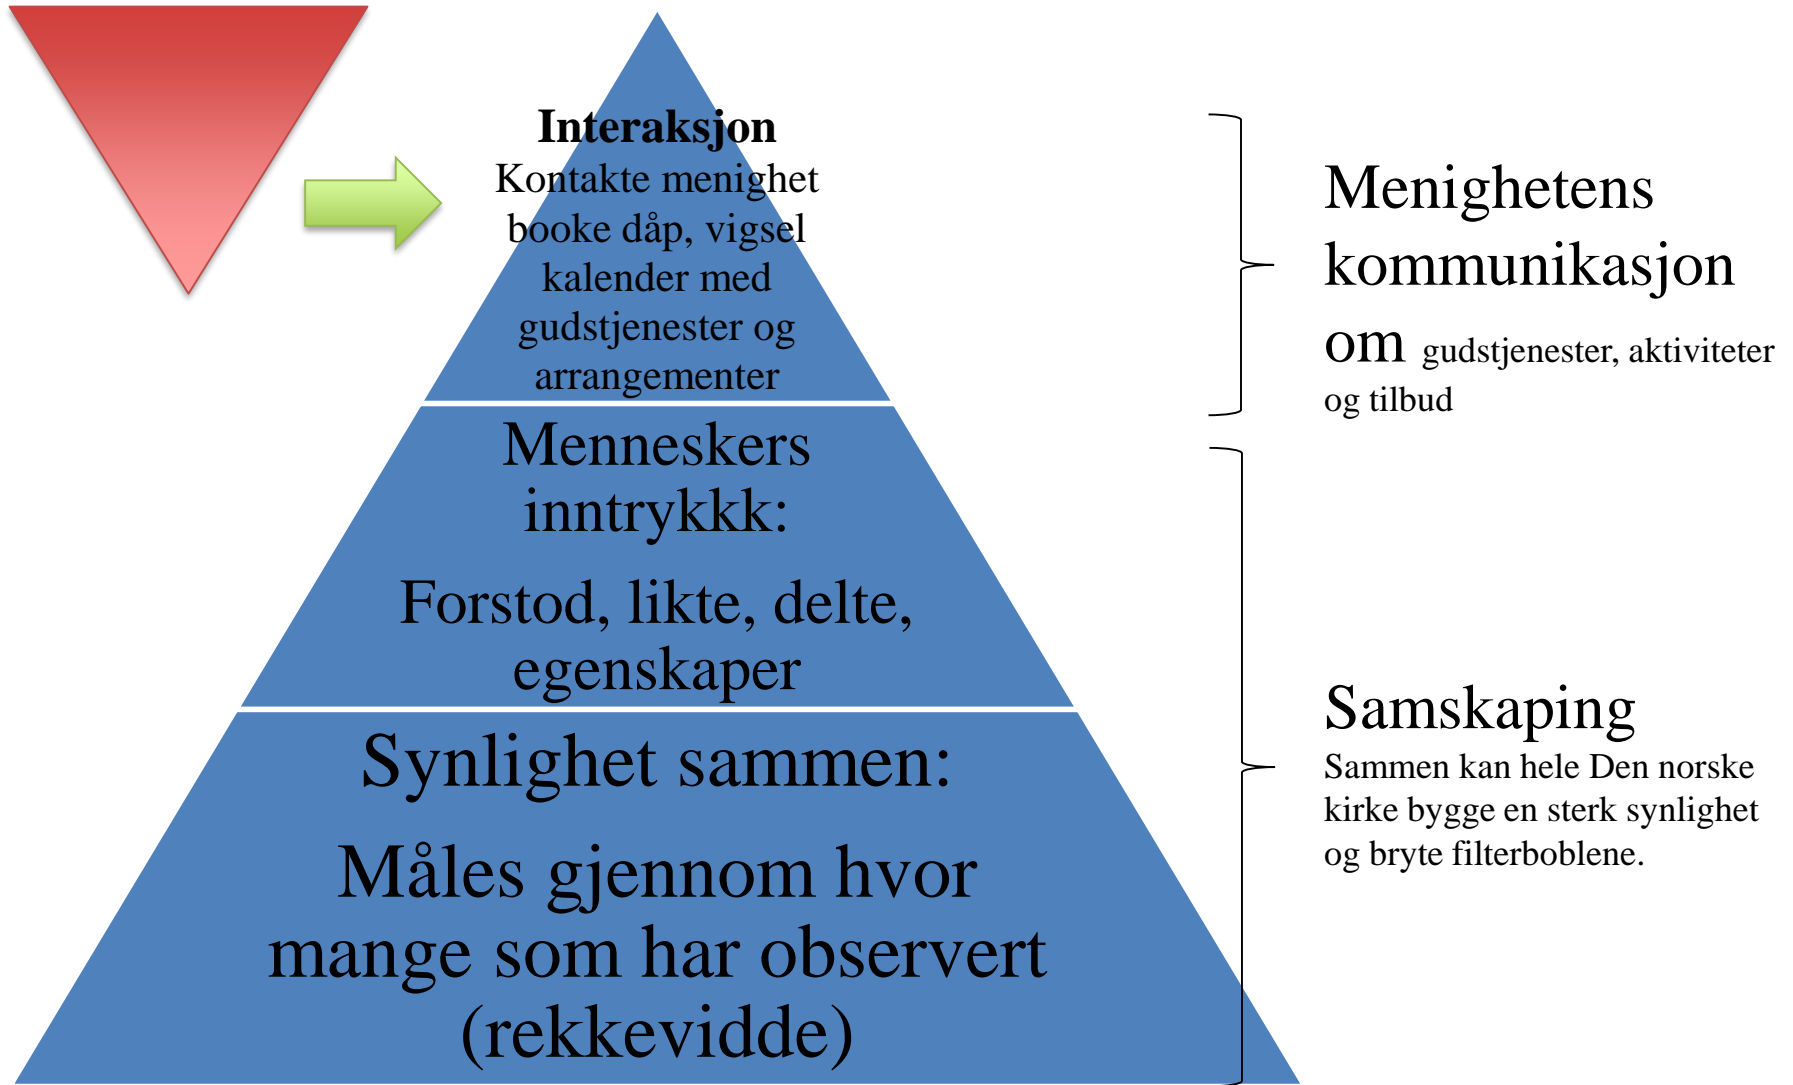 Interaksjon
Kontakte menighet
booke dåp, vigsel
kalender med
gudstjenester og
arrangementer
Menneskers
inntrykkk:
Forstod, likte, delte,
egenskaper
Synlighet sammen:
Måles gjennom hvor
mange som har observert
(rekkevidde)
Menighetens
kommunikasjon
om gudstjenester, aktiviteter
og tilbud
Samskaping
Sammen kan hele Den norske
kirke bygge en sterk synlighet
og bryte filterboblene.